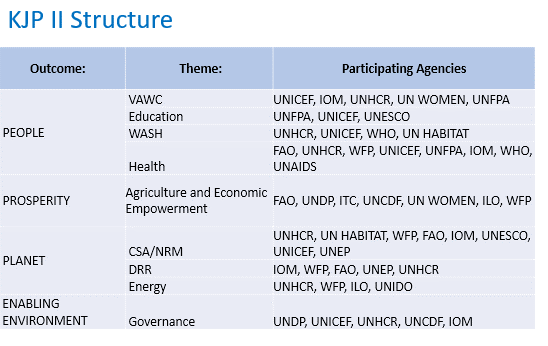 KJP II Structure
Outcome: Theme: Participating Agencies
VAWC UNICEF, IOM, UNHCR, UN WOMEN, UNFPA
Education UNFPA, UNICEF, UNESCO
PEOPLE WASH UNHCR, UNICEF, WHO, UN HABITAT
FAO, UNHCR, WFP, UNICEF, UNFPA, IOM, WHO,
Health UNAIDS
Agriculture and Economic
PROSPERITY Empowerment FAO, UNDP, ITC, UNCDF, UN WOMEN, ILO, WFP
UNHCR, UN HABITAT, WFP, FAO, IOM, UNESCO,
PLANET CSA/NRM UNICEF, UNEP
DRR IOM, WFP, FAO, UNEP, UNHCR
Energy UNHCR, WFP, ILO, UNIDO
ENABLING
ENVIRONMENT Governance UNDP, UNICEF, UNHCR, UNCDF, IOM